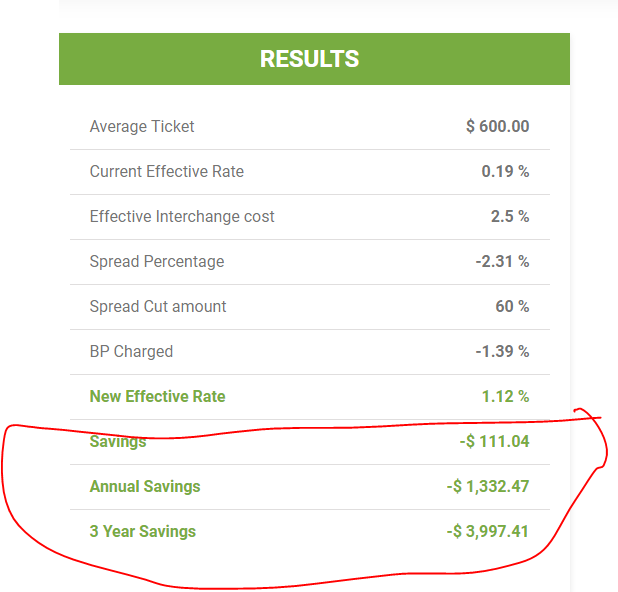 RESULTS
Average Ticket $ 600.00
Current Effective Rate 0.19 %
Effective Interchange cost 2.5 %
Spread Percentage -2.31 %
Spread Cut amount 60 %
BP Charged -1.39 %
New Effective Rate 1.12 %
Savings -$ 111.04
Annual Savings -$ 1,332.47
3 Year Savings -$ 3,997.41